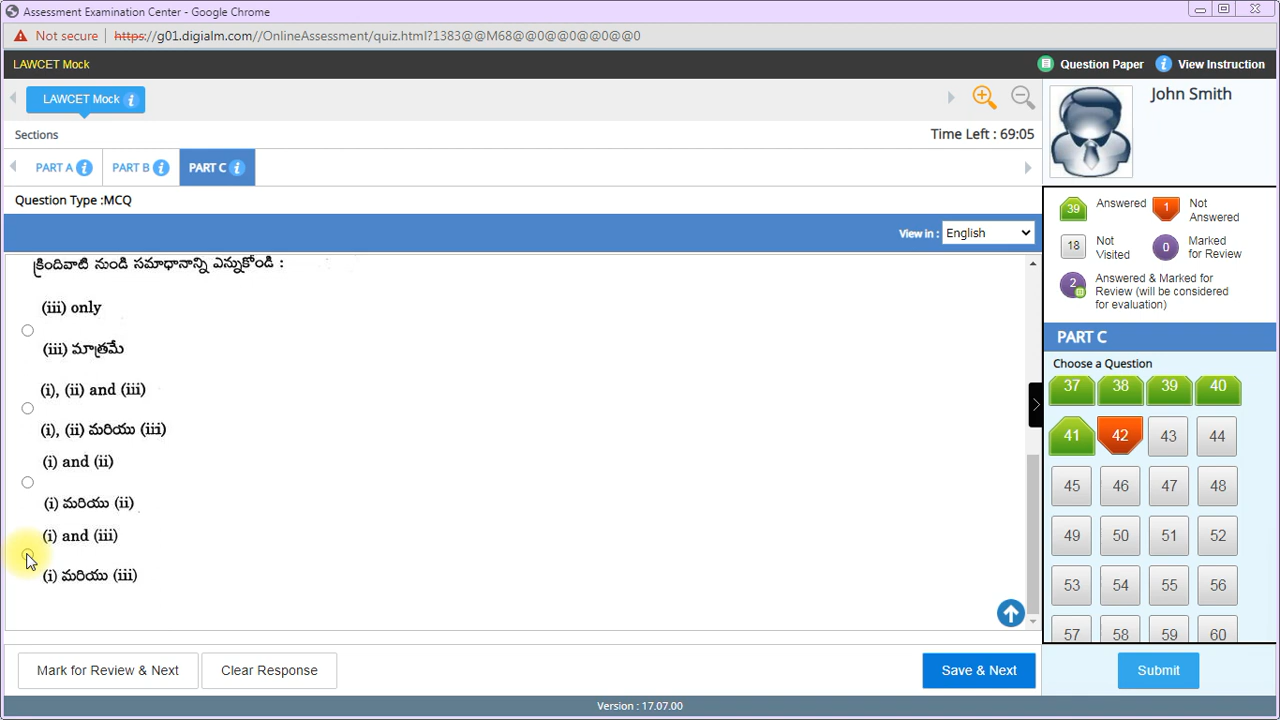 Assessment Examination Center - Google Chrome
Not secure https://g01.digialm.com//OnlineAssessment/quiz.html?1383@@M68@@0@@0@@0@@0
LAWCET Mock
Question Paper
View Instruction
LAWCET Mock
John Smith
Sections
Time Left : 69:05
PART A
PART B
PART C
Question Type :MCQ
View in : English
క్రిందివాటి నుండి సమాధానాన్ని ఎన్నుకోండి :
(iii) only
(iii) మాత్రమే
(i), (ii) and (iii)
(i), (ii) మరియు (iii)
(i) and (ii)
(i) మరియు (ii)
(i) and (iii)
(i) మరియు (iii)
39 Answered
1 Not Answered
18 Not Visited
0 Marked for Review
2 Answered & Marked for Review (will be considered for evaluation)
PART C
Choose a Question
37 38 39 40
41 42 43 44
45 46 47 48
49 50 51 52
53 54 55 56
57 58 59 60
Mark for Review & Next
Clear Response
Save & Next
Submit
Version : 17.07.00